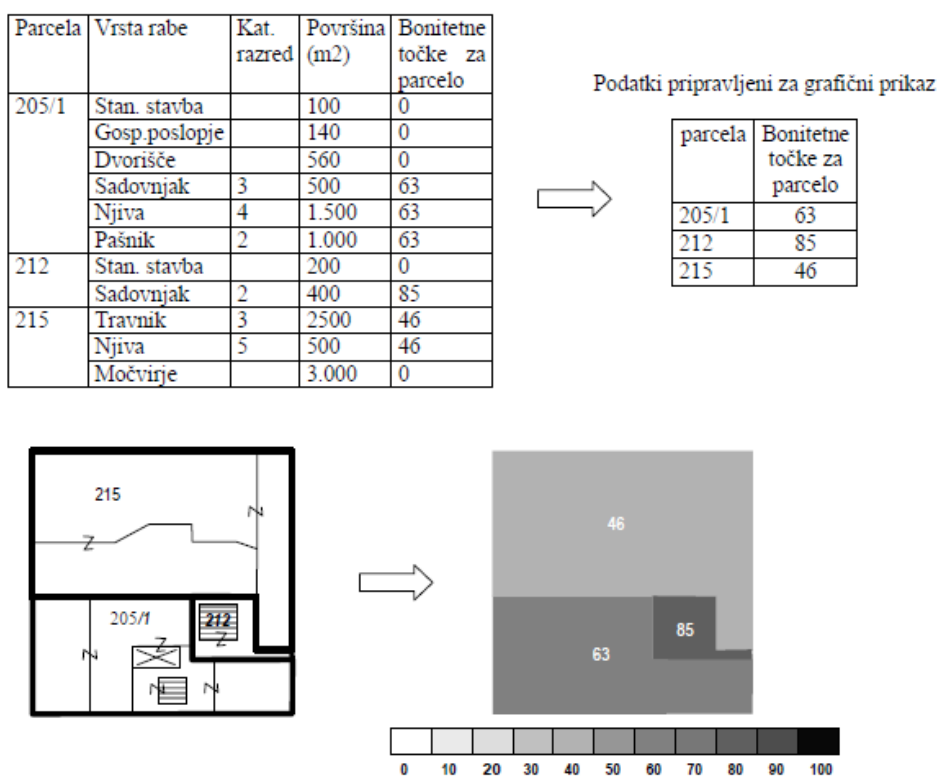 Parcela Vrsta rabe Kat. razred Površina (m2) Bonitetne točke za parcelo
205/1 Stan. stavba 100 0
Gosp.poslopje 140 0
Dvorišče 560 0
Sadovnjak 3 500 63
Njiva 4 1.500 63
Pašnik 2 1.000 63
212 Stan. stavba 200 0
Sadovnjak 2 400 85
215 Travnik 3 2500 46
Njiva 5 500 46
Močvirje 3.000 0
Podatki pripravljeni za grafični prikaz
parcela Bonitetne točke za parcelo
205/1 63
212 85
215 46
215
Z
Z
205/1
212
Z
Z
Z
Z
Z
46
85
63
0 10 20 30 40 50 60 70 80 90 100